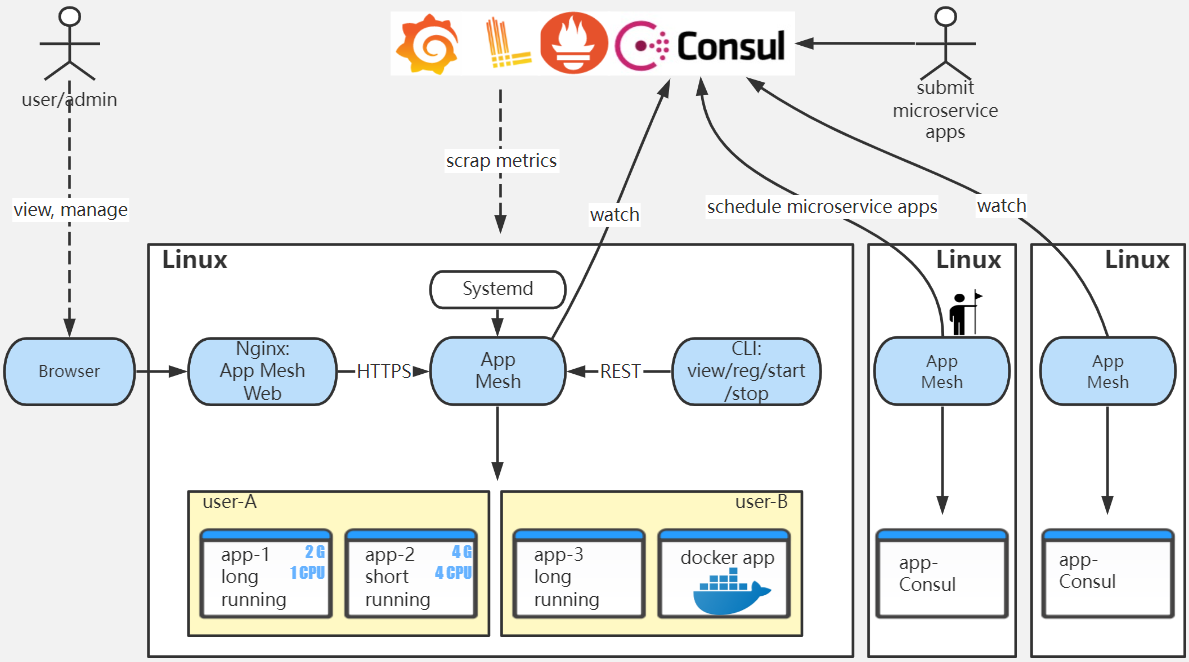 Consul
user/admin
submit
microservice
apps
scrap metrics
view, manage
watch
schedule microservice apps
watch
Linux
Linux
Linux
Systemd
Browser
Nginx:
App Mesh
Web
HTTPS
App
Mesh
REST
CLI:
view/reg/start
/stop
App
Mesh
App
Mesh
user-A
user-B
app-1
long
running
2 G
1 CPU
app-2
short
running
4 G
4 CPU
app-3
long
running
docker app
app-
Consul
app-
Consul